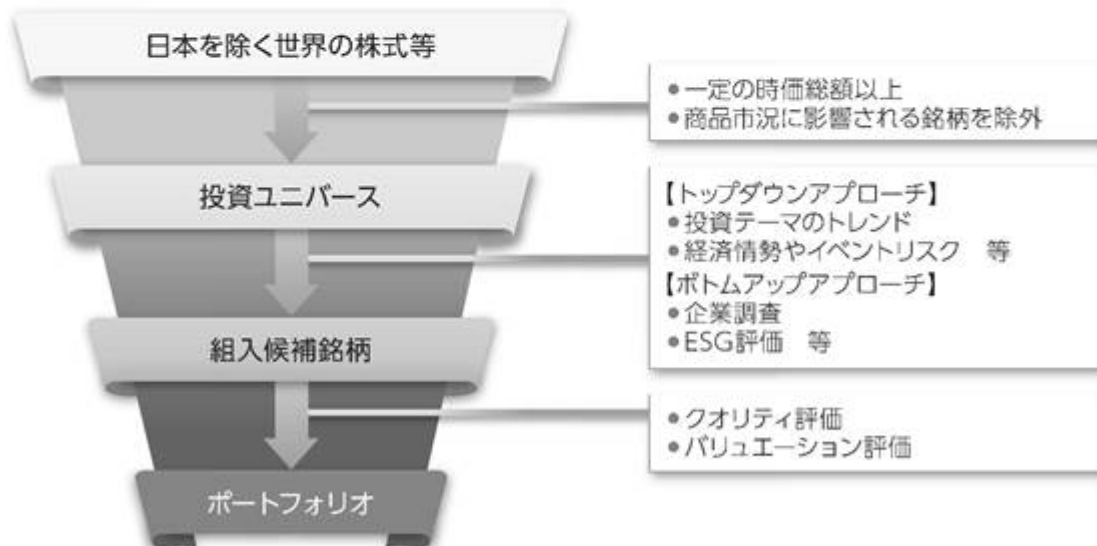 日本を除く世界の株式等
●一定の時価総額以上
●商品市況に影響される銘柄を除外
投資ユニバース
【トップダウンアプローチ】
●投資テーマのトレンド
●経済情勢やイベントリスク　等
【ボトムアップアプローチ】
●企業調査
●ESG評価　等
組入候補銘柄
●クオリティ評価
●バリュエーション評価
ポートフォリオ